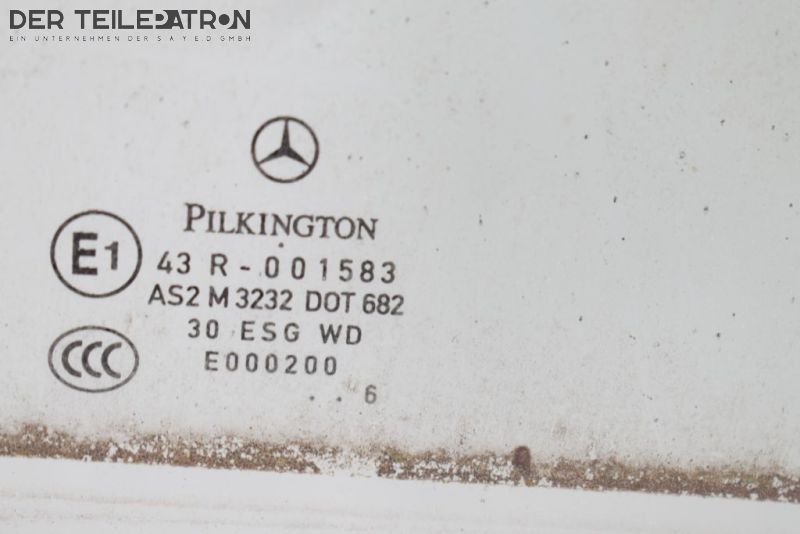 DER TEILEPATRON
EIN UNTERNEHMEN DER S A Y E.D GMBH
PILKINGTON
E1
43 R-001583
AS2 M3232 DOT 682
30 ESG WD
CCC
E000200
. . 6